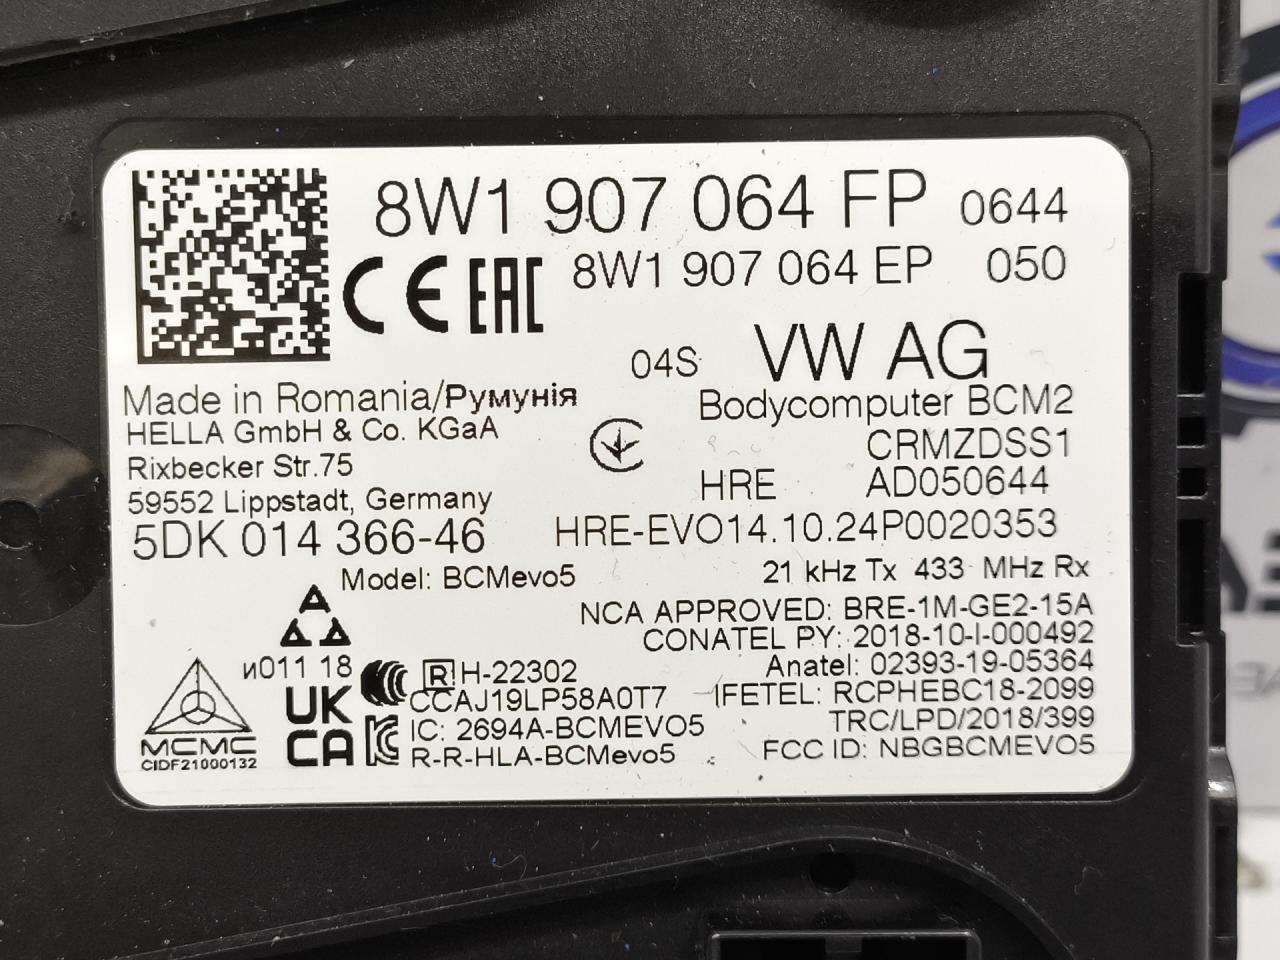 8W1 907 064 FP 0644
8W1 907 064 EP 050
CE EAC
04S VW AG
Made in Romania/Румунія
Bodycomputer BCM2
HELLA GmbH & Co. KGaA
CRMZDSS1
Rixbecker Str.75
HRE AD050644
59552 Lippstadt, Germany
5DK 014 366-46
HRE-EVO14.10.24P0020353
Model: BCMevo5
21 kHz Tx 433 MHz Rx
NCA APPROVED: BRE-1M-GE2-15A
CONATEL PY: 2018-10-I-000492
Anatel: 02393-19-05364
и011 18
R H-22302
CCAJ19LP58A0T7
IFETEL: RCPHEBC18-2099
UK
CA
IC: 2694A-BCMEVO5
TRC/LPD/2018/399
MCMC
CIDF21000132
R-R-HLA-BCMevo5
FCC ID: NBGBCMEVO5